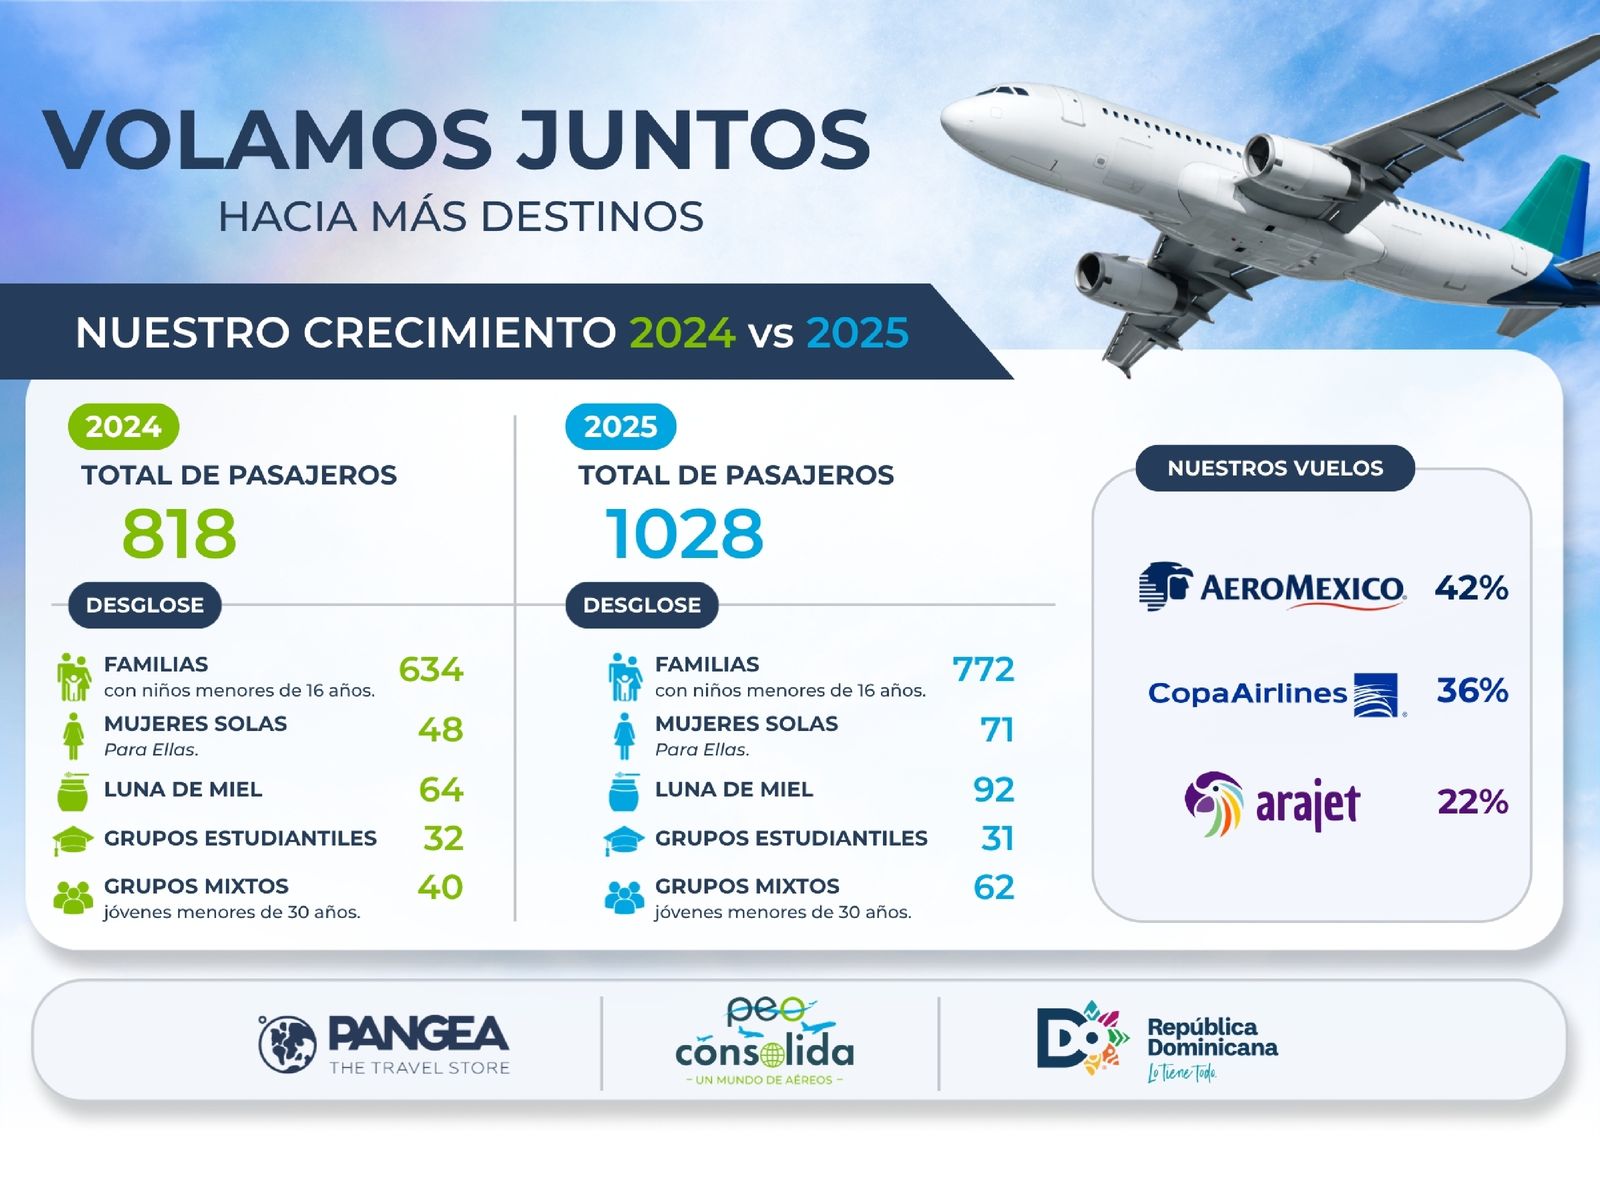 VOLAMOS JUNTOS
HACIA MÁS DESTINOS
NUESTRO CRECIMIENTO 2024 vs 2025
2024
TOTAL DE PASAJEROS
818
DESGLOSE
FAMILIAS 634
con niños menores de 16 años.
MUJERES SOLAS 48
Para Ellas.
LUNA DE MIEL 64
GRUPOS ESTUDIANTILES 32
GRUPOS MIXTOS 40
jóvenes menores de 30 años.
2025
TOTAL DE PASAJEROS
1028
DESGLOSE
FAMILIAS 772
con niños menores de 16 años.
MUJERES SOLAS 71
Para Ellas.
LUNA DE MIEL 92
GRUPOS ESTUDIANTILES 31
GRUPOS MIXTOS 62
jóvenes menores de 30 años.
NUESTROS VUELOS
AEROMEXICO. 42%
CopaAirlines 36%
arajet 22%
PANGEA
THE TRAVEL STORE
peo
consolida
- UN MUNDO DE AÉREOS -
DO
República
Dominicana
Lo Tiene Todo.